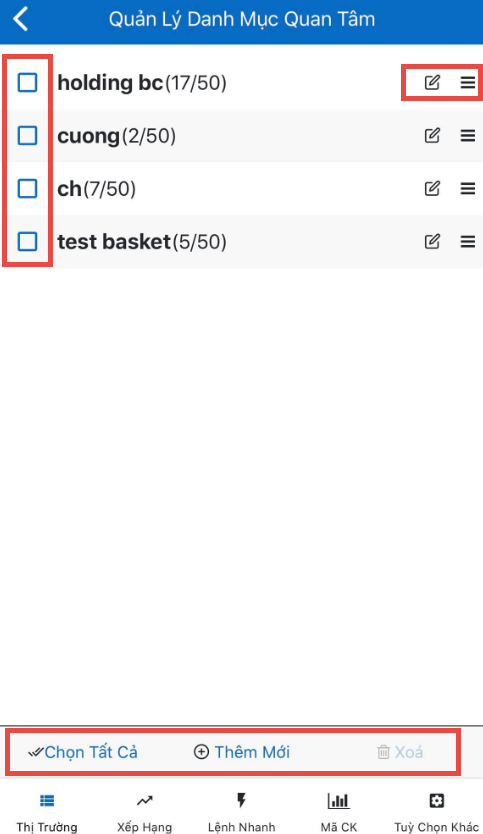 Quản Lý Danh Mục Quan Tâm
holding bc(17/50)
cuong(2/50)
ch(7/50)
test basket(5/50)
Chọn Tất Cả Thêm Mới Xoá
Thị Trường Xếp Hạng Lệnh Nhanh Mã CK Tuỳ Chọn Khác